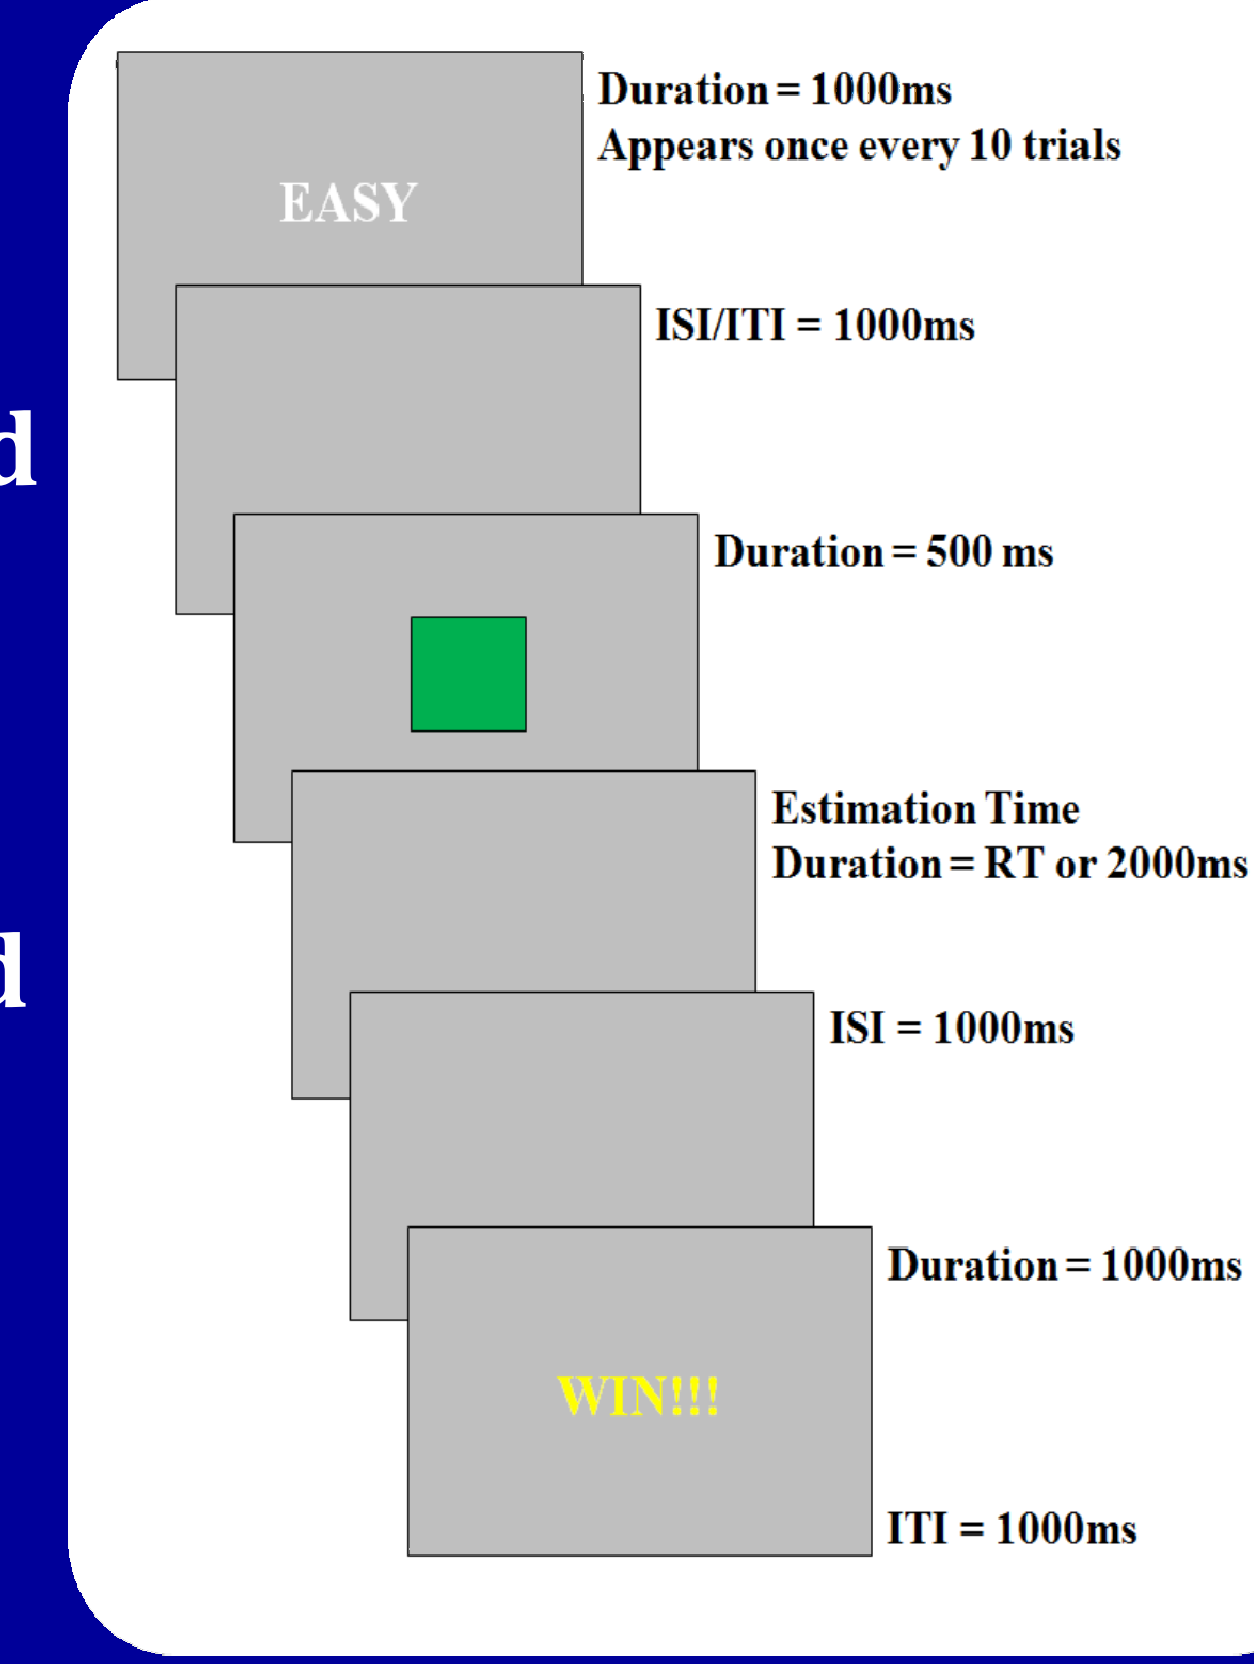 Duration = 1000ms
Appears once every 10 trials
EASY
ISI/ITI = 1000ms
d
Duration = 500 ms
Estimation Time
Duration = RT or 2000ms
d
ISI = 1000ms
Duration = 1000ms
WIN!!!
ITI = 1000ms